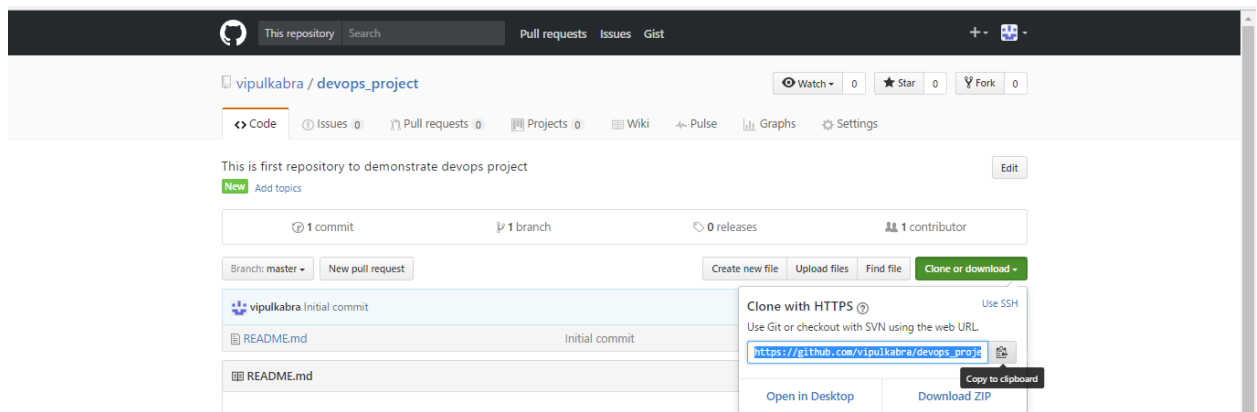 This repository Search Pull requests Issues Gist
vipulkabra / devops_project Watch 0 Star 0 Fork 0
Code Issues 0 Pull requests 0 Projects 0 Wiki Pulse Graphs Settings
This is first repository to demonstrate devops project Edit
New Add topics
1 commit 1 branch 0 releases 1 contributor
Branch: master New pull request Create new file Upload files Find file Clone or download
vipulkabra Initial commit
Clone with HTTPS ? Use SSH
Use Git or checkout with SVN using the web URL.
README.md Initial commit
https://github.com/vipulkabra/devops_proje
README.md
Copy to clipboard
Open in Desktop Download ZIP